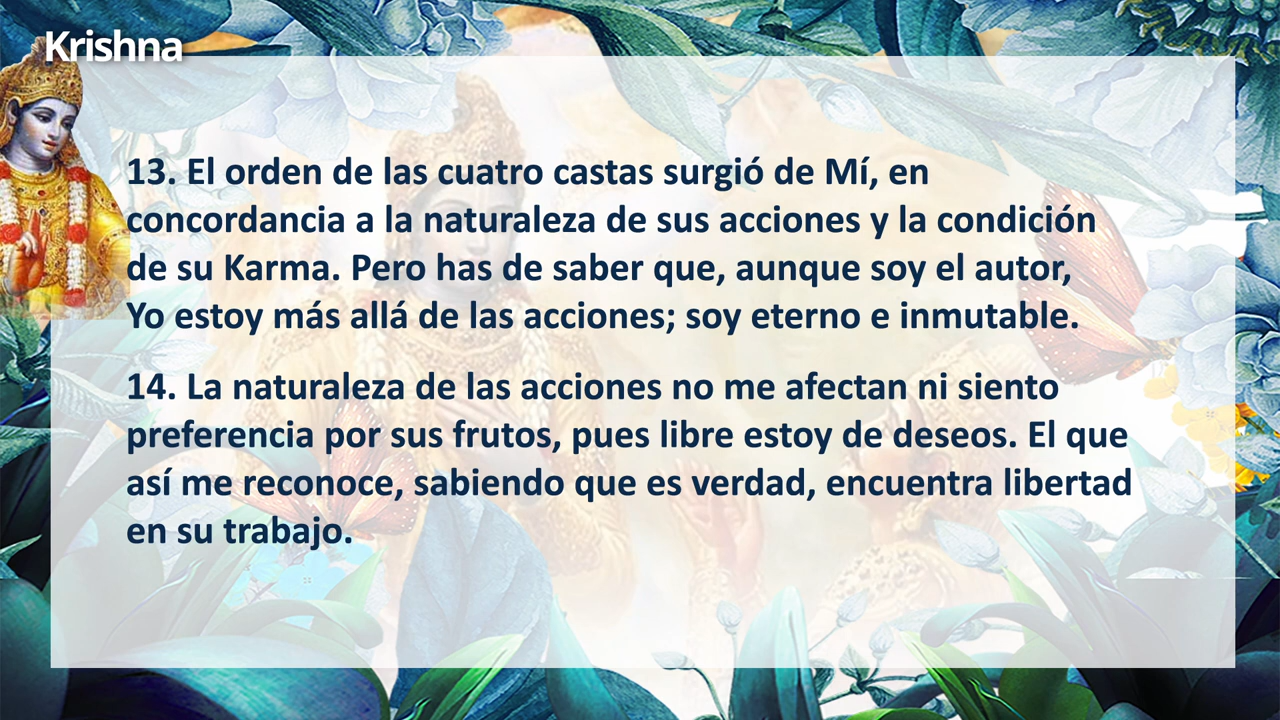 Krishna
13. El orden de las cuatro castas surgió de Mí, en
concordancia a la naturaleza de sus acciones y la condición
de su Karma. Pero has de saber que, aunque soy el autor,
Yo estoy más allá de las acciones; soy eterno e inmutable.
14. La naturaleza de las acciones no me afectan ni siento
preferencia por sus frutos, pues libre estoy de deseos. El que
así me reconoce, sabiendo que es verdad, encuentra libertad
en su trabajo.